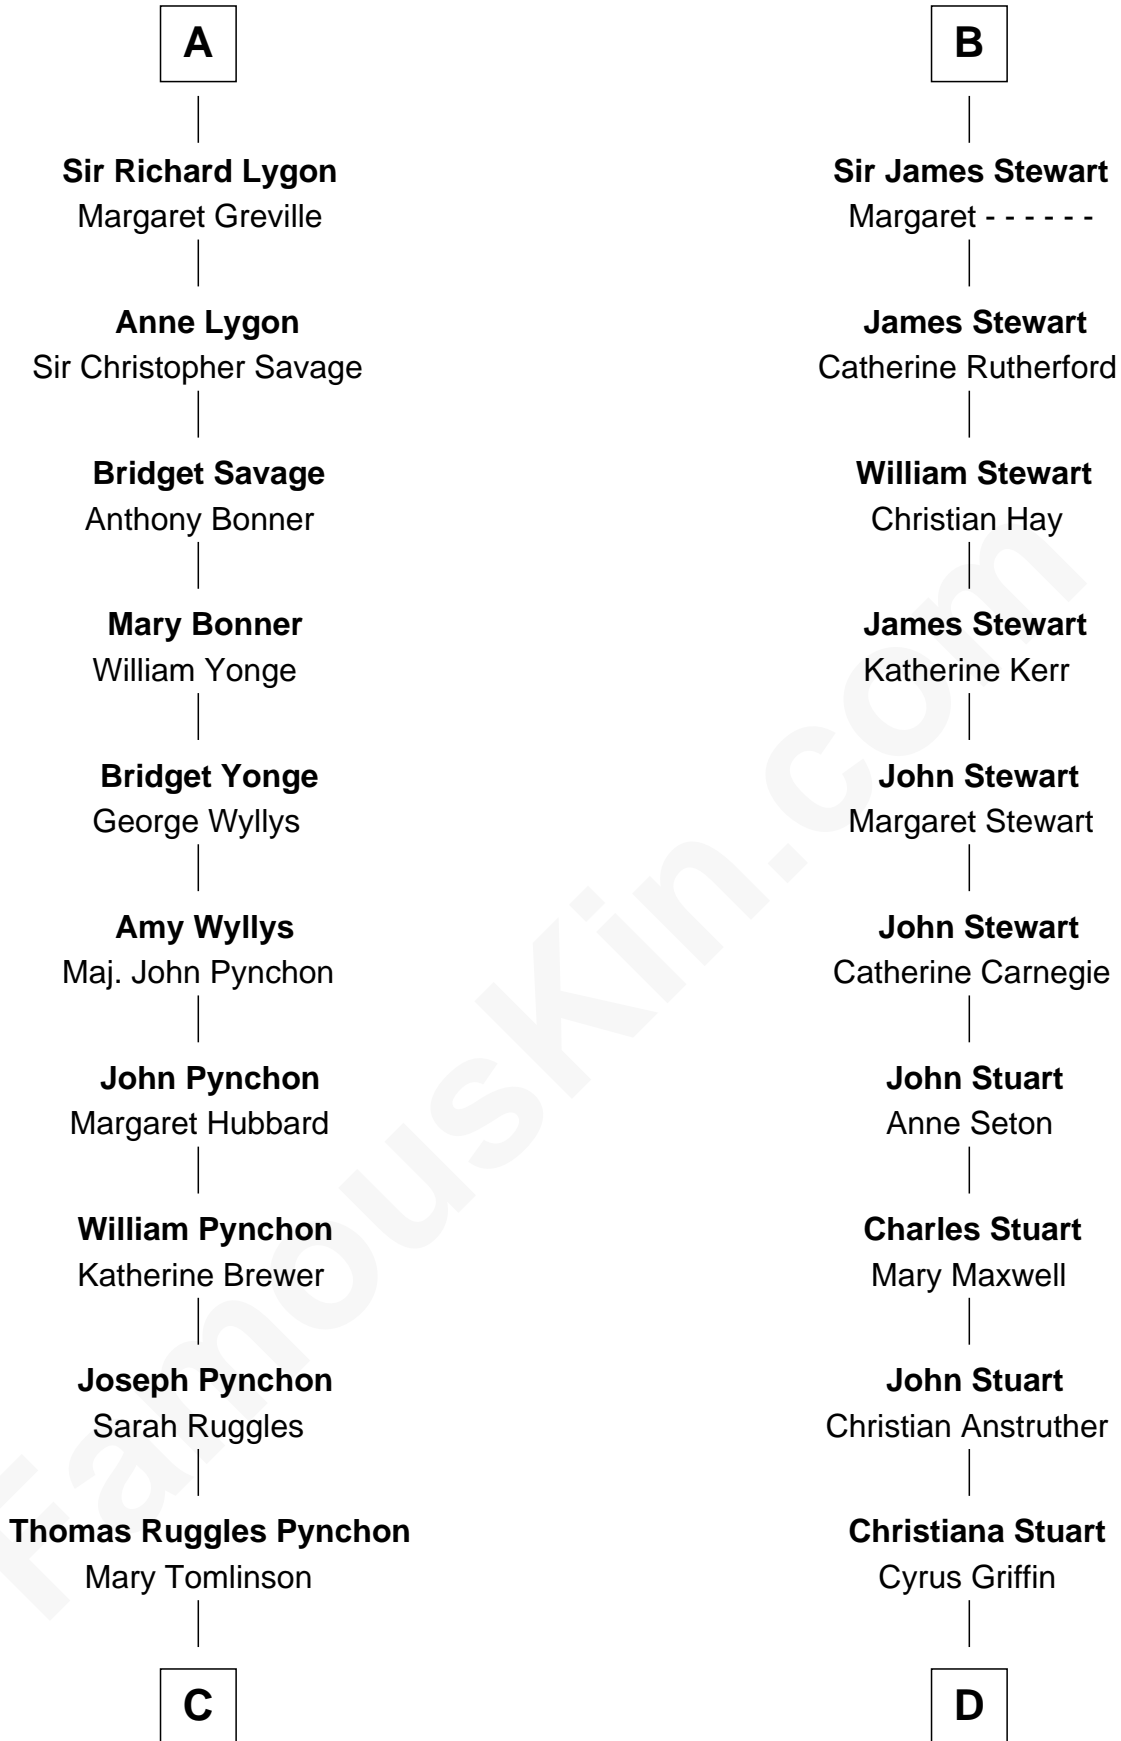 A
Sir Richard Lygon
Margaret Greville
Anne Lygon
Sir Christopher Savage
Bridget Savage
Anthony Bonner
Mary Bonner
William Yonge
Bridget Yonge
George Wyllys
Amy Wyllys
Maj. John Pynchon
John Pynchon
Margaret Hubbard
William Pynchon
Katherine Brewer
Joseph Pynchon
Sarah Ruggles
Thomas Ruggles Pynchon
Mary Tomlinson
C
B
Sir James Stewart
Margaret - - - - - -
James Stewart
Catherine Rutherford
William Stewart
Christian Hay
James Stewart
Katherine Kerr
John Stewart
Margaret Stewart
John Stewart
Catherine Carnegie
John Stuart
Anne Seton
Charles Stuart
Mary Maxwell
John Stuart
Christian Anstruther
Christiana Stuart
Cyrus Griffin
D
FamousKin.com